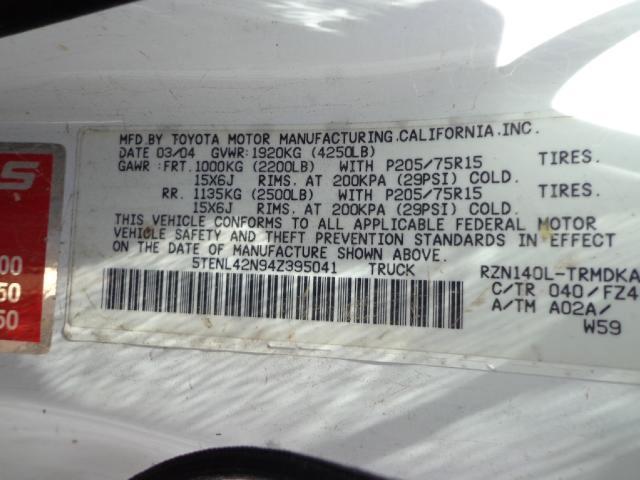 MFD BY TOYOTA MOTOR MANUFACTURING.CALIFORNIA.INC.
DATE 03/04 GVWR:1920KG (4250LB)
GAWR :FRT.1000KG (2200LB) WITH P205/75R15 TIRES.
15X6J RIMS. AT 200KPA (29PSI) COLD.
RR. 1135KG (2500LB) WITH P205/75R15 TIRES.
15X6J RIMS. AT 200KPA (29PSI) COLD.
THIS VEHICLE CONFORMS TO ALL APPLICABLE FEDERAL MOTOR
VEHICLE SAFETY AND THEFT PREVENTION STANDARDS IN EFFECT
ON THE DATE OF MANUFACTURE SHOWN ABOVE.
5TENL42N94Z395041 TRUCK RZN140L-TRMDKA
C/TR 040/FZ4
A/TM A02A/
W59
S
00
50
50